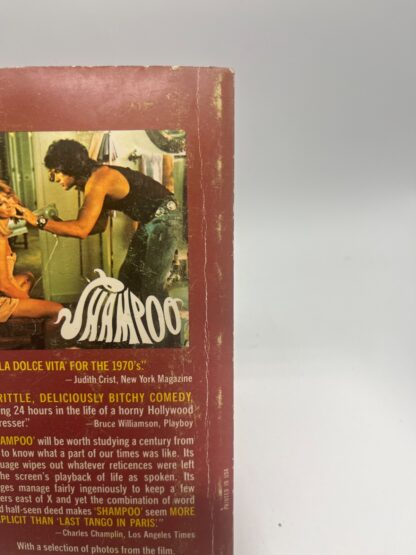 SHAMPOO
LA DOLCE VITA' FOR THE 1970's."
—Judith Crist, New York Magazine
RITTLE, DELICIOUSLY BITCHY COMEDY,
ng 24 hours in the life of a horny Hollywood
resser."
—Bruce Williamson, Playboy
AMPOO' will be worth studying a century from
to know what a part of our times was like. Its
uage wipes out whatever reticences were left
the screen's playback of life as spoken. Its
ges manage fairly ingeniously to keep a few
ers east of X and yet the combination of word
d half-seen deed makes 'SHAMPOO' seem MORE
PLICIT THAN 'LAST TANGO IN PARIS.'"
—Charles Champlin, Los Angeles Times
With a selection of photos from the film.
PRINTED IN USA